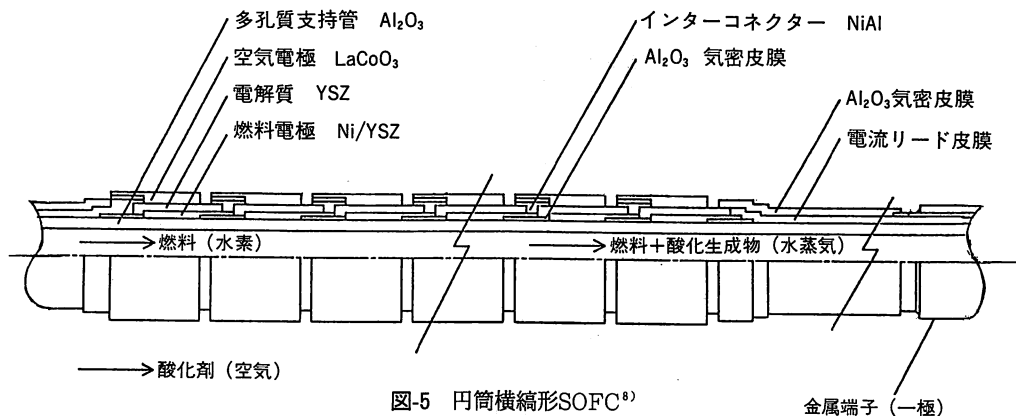 多孔質支持管 Al₂O₃
空気電極 LaCoO₃
電解質 YSZ
燃料電極 Ni/YSZ
インターコネクター NiAl
Al₂O₃ 気密皮膜
Al₂O₃気密皮膜
電流リード皮膜
燃料(水素)
燃料+酸化生成物(水蒸気)
酸化剤(空気)
金属端子(一極)
図-5 円筒横縞形SOFC⁸⁾